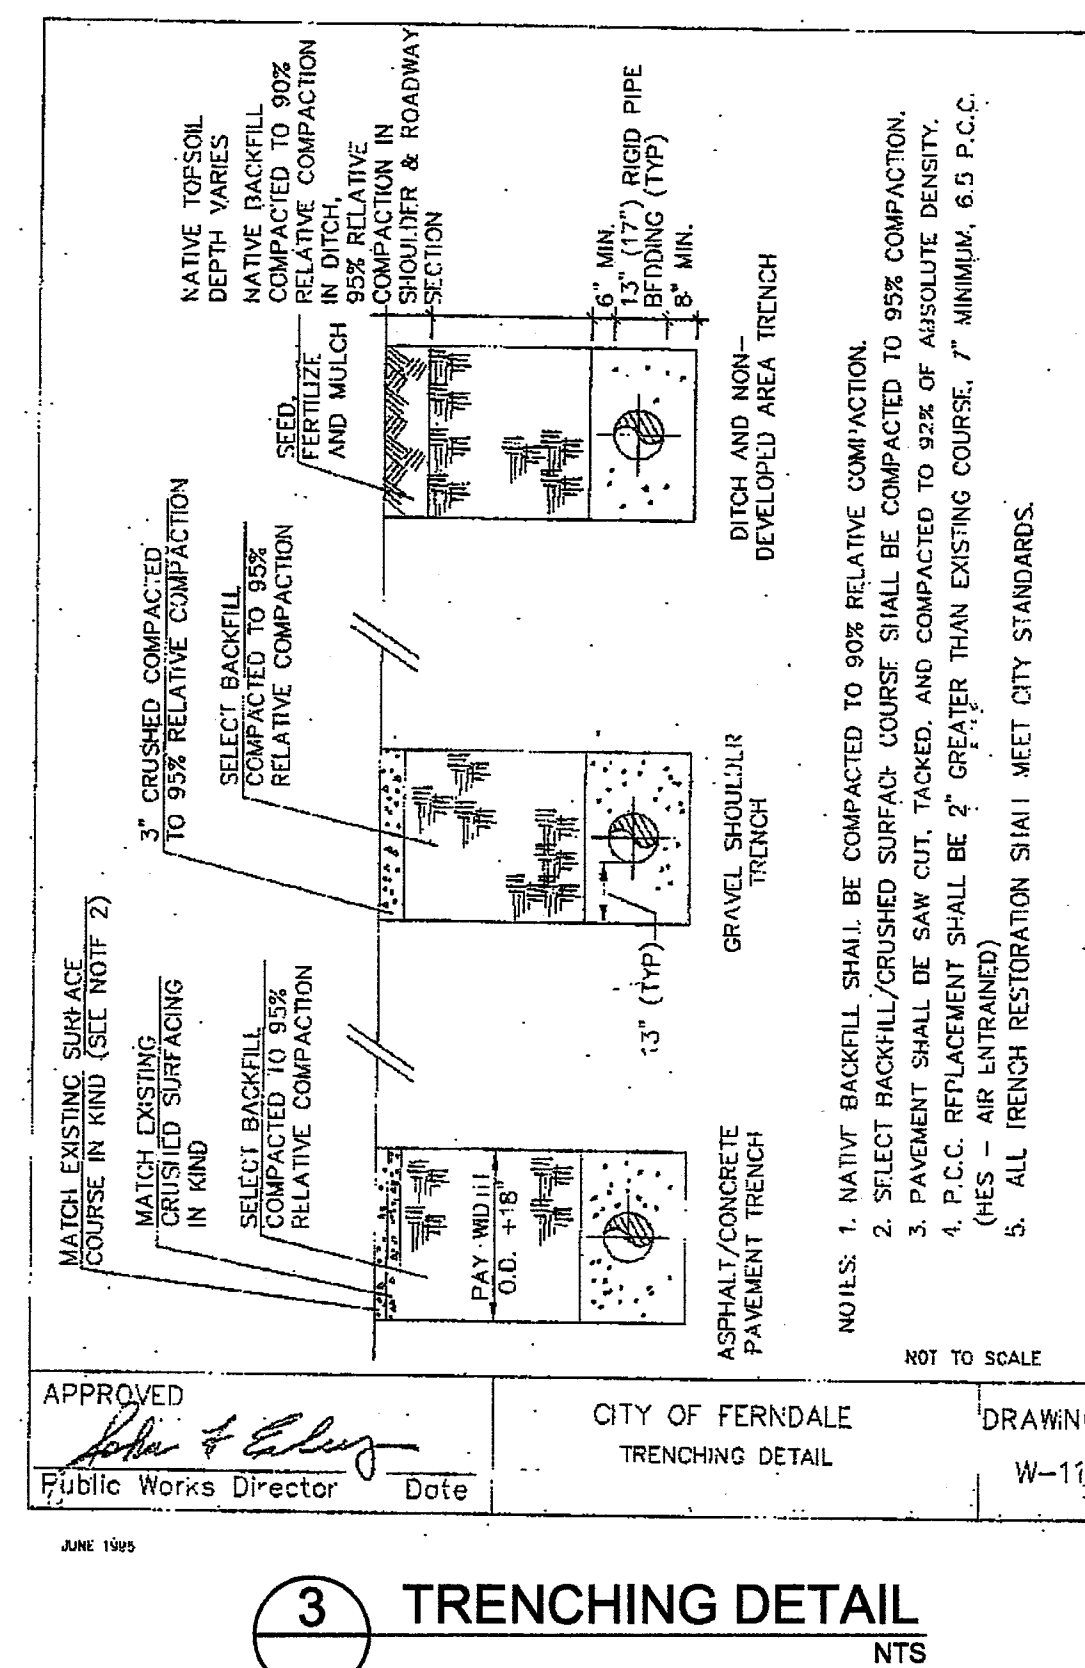 NATIVE TOPSOIL
DEPTH VARIES
NATIVE BACKFILL
COMPACTED TO 90%
RELATIVE COMPACTION
IN DITCH,
95% RELATIVE
COMPACTION IN
SHOULDER & ROADWAY
SECTION
SEED,
FERTILIZE
AND MULCH
6" MIN.
13" (17") RIGID PIPE
BEDDING (TYP)
8" MIN.
DITCH AND NON-
DEVELOPED AREA TRENCH
3" CRUSHED COMPACTED
TO 95% RELATIVE COMPACTION
SELECT BACKFILL
COMPACTED TO 95%
RELATIVE COMPACTION
13" (TYP)
GRAVEL SHOULDER
TRENCH
MATCH EXISTING SURFACE
COURSE IN KIND (SEE NOTE 2)
MATCH EXISTING
CRUSHED SURFACING
IN KIND
SELECT BACKFILL
COMPACTED TO 95%
RELATIVE COMPACTION
PAY WIDTH
O.D. +18"
ASPHALT/CONCRETE
PAVEMENT TRENCH
NOTES: 1. NATIVE BACKFILL SHALL BE COMPACTED TO 90% RELATIVE COMPACTION.
2. SELECT BACKFILL/CRUSHED SURFACE COURSE SHALL BE COMPACTED TO 95% COMPACTION.
3. PAVEMENT SHALL BE SAW CUT, TACKED, AND COMPACTED TO 92% OF ABSOLUTE DENSITY.
4. P.C.C. REPLACEMENT SHALL BE 2" GREATER THAN EXISTING COURSE, 7" MINIMUM, 6.5 P.C.C.
(HES - AIR ENTRAINED)
5. ALL TRENCH RESTORATION SHALL MEET CITY STANDARDS.
NOT TO SCALE
APPROVED
Public Works Director Date
CITY OF FERNDALE
TRENCHING DETAIL
DRAWING
W-11
JUNE 1995
3 TRENCHING DETAIL
NTS